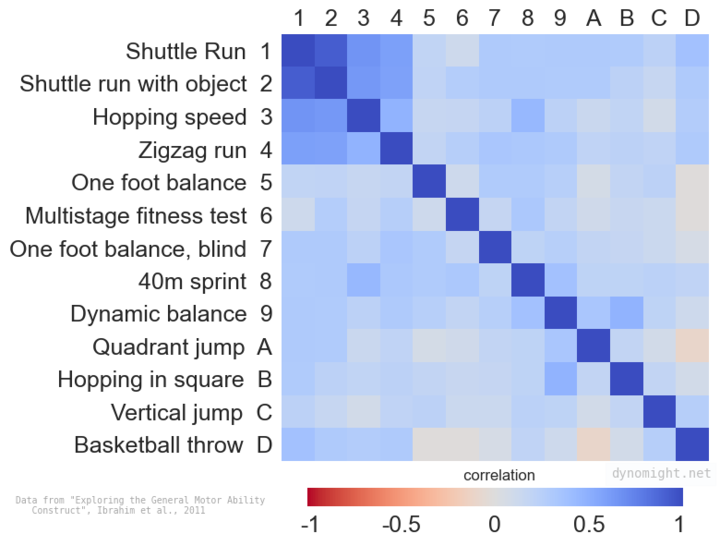 1 2 3 4 5 6 7 8 9 A B C D
Shuttle Run 1
Shuttle run with object 2
Hopping speed 3
Zigzag run 4
One foot balance 5
Multistage fitness test 6
One foot balance, blind 7
40m sprint 8
Dynamic balance 9
Quadrant jump A
Hopping in square B
Vertical jump C
Basketball throw D
correlation
dynomight.net
Data from "Exploring the General Motor Ability
Construct", Ibrahim et al., 2011
-1 -0.5 0 0.5 1